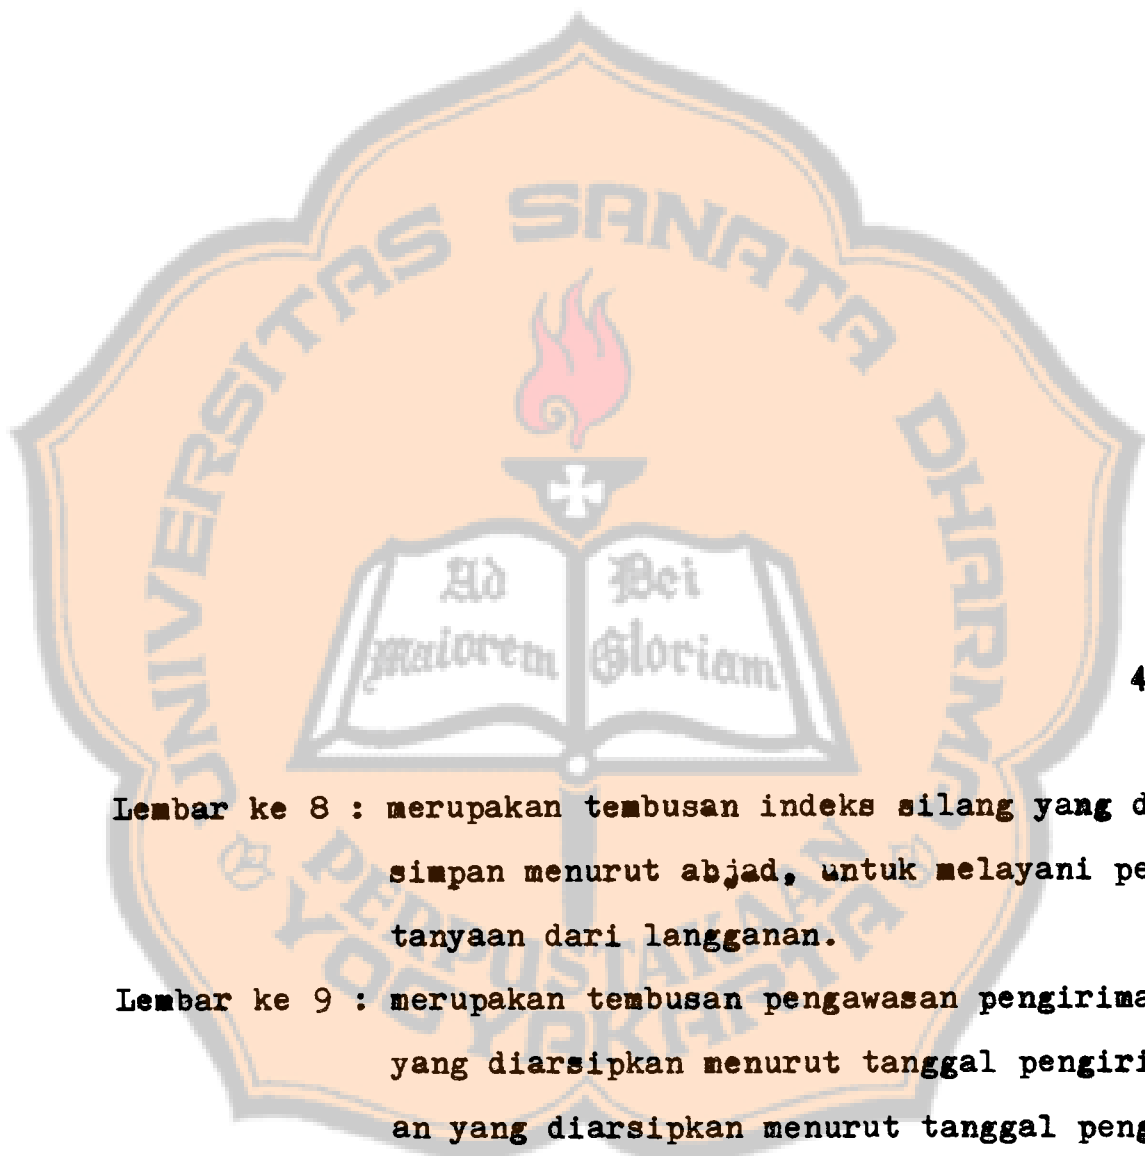 UNIVERSITAS SANATA DHARMA
Ad Dei
Maiorem Gloriam
PERPUSTAKAAN
YOGYAKARTA
4
Lembar ke 8 : merupakan tembusan indeks silang yang d
simpan menurut abjad, untuk melayani pe
tanyaan dari langganan.
Lembar ke 9 : merupakan tembusan pengawasan pengirima
yang diarsipkan menurut tanggal pengiri
an yang diarsipkan menurut tanggal peng